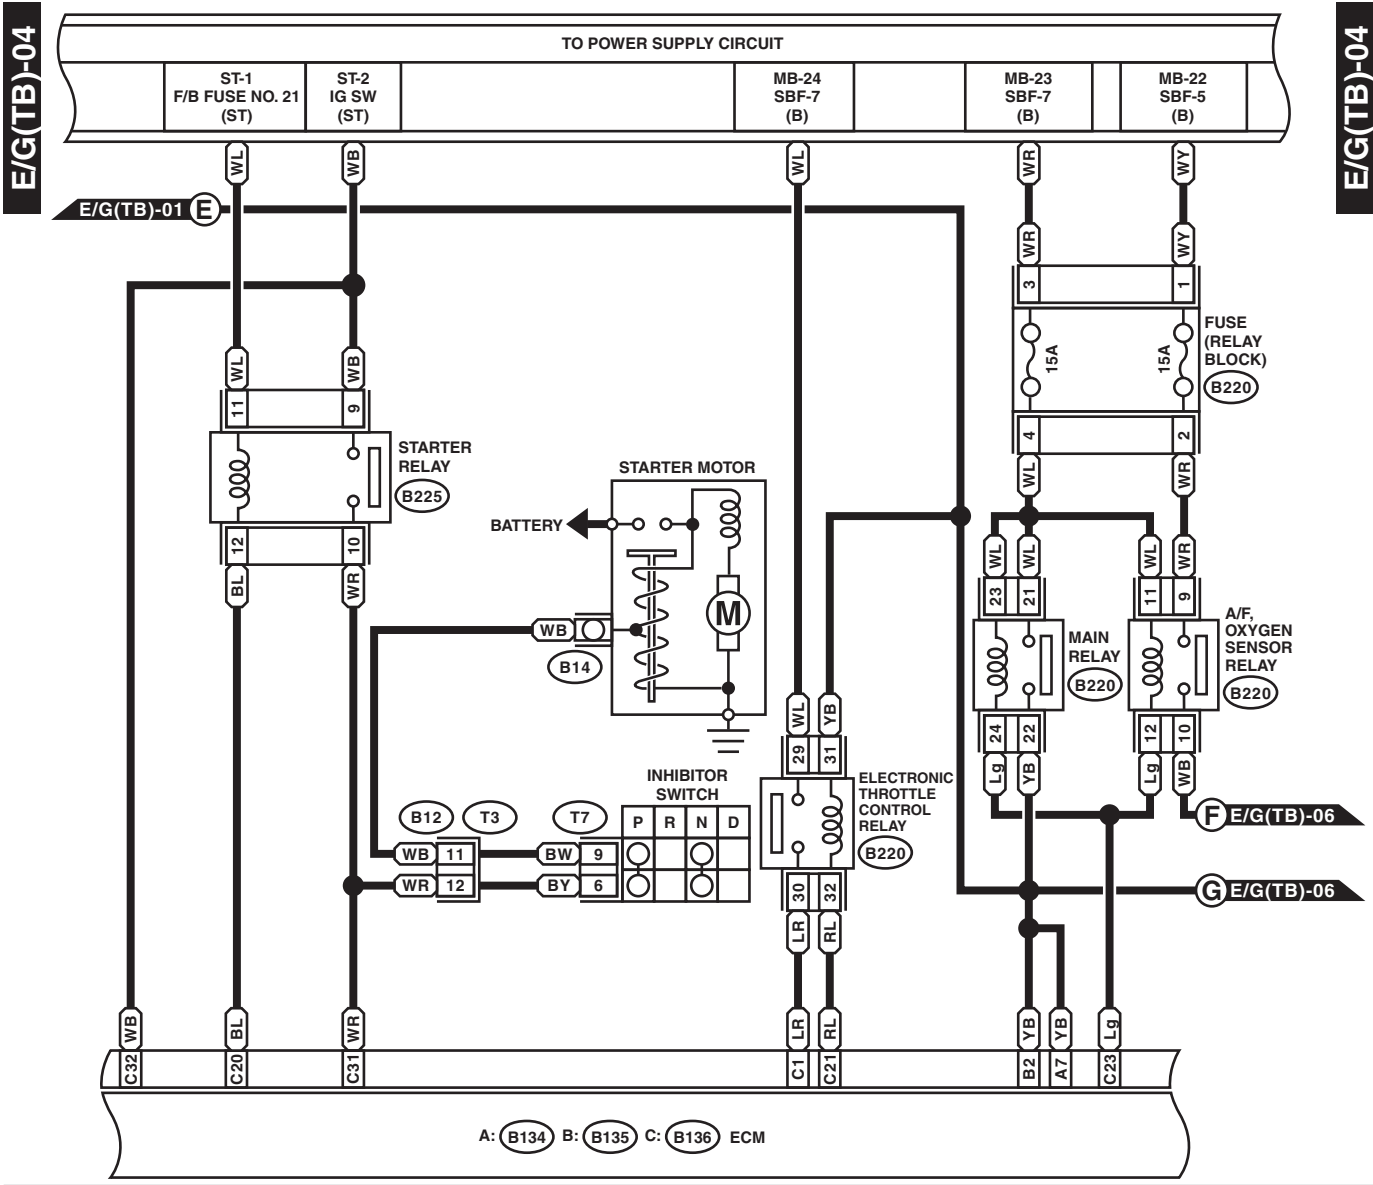 E/G(TB)-04
E/G(TB)-04
TO POWER SUPPLY CIRCUIT
ST-1
F/B FUSE NO. 21
(ST)
ST-2
IG SW
(ST)
MB-24
SBF-7
(B)
MB-23
SBF-7
(B)
MB-22
SBF-5
(B)
WL
WB
WL
WR
WY
E/G(TB)-01 E
WR
WY
3
1
FUSE
(RELAY
BLOCK)
B220
15A
15A
WL
WB
11
9
4
2
STARTER
RELAY
B225
WL
WR
STARTER MOTOR
BATTERY
12
10
BL
WR
WL
WL
WL
WR
23
21
11
9
M
WB
B14
MAIN
RELAY
B220
A/F,
OXYGEN
SENSOR
RELAY
B220
WL
YB
24
22
12
10
29
31
Lg
YB
Lg
WB
INHIBITOR
SWITCH
ELECTRONIC
THROTTLE
CONTROL
RELAY
B220
B12
T3
T7
P
R
N
D
F E/G(TB)-06
WB
11
BW
9
WR
12
BY
6
30
32
G E/G(TB)-06
LR
RL
WB
BL
WR
LR
RL
YB
YB
Lg
C32
C20
C31
C1
C21
B2
A7
C23
A: B134 B: B135 C: B136 ECM